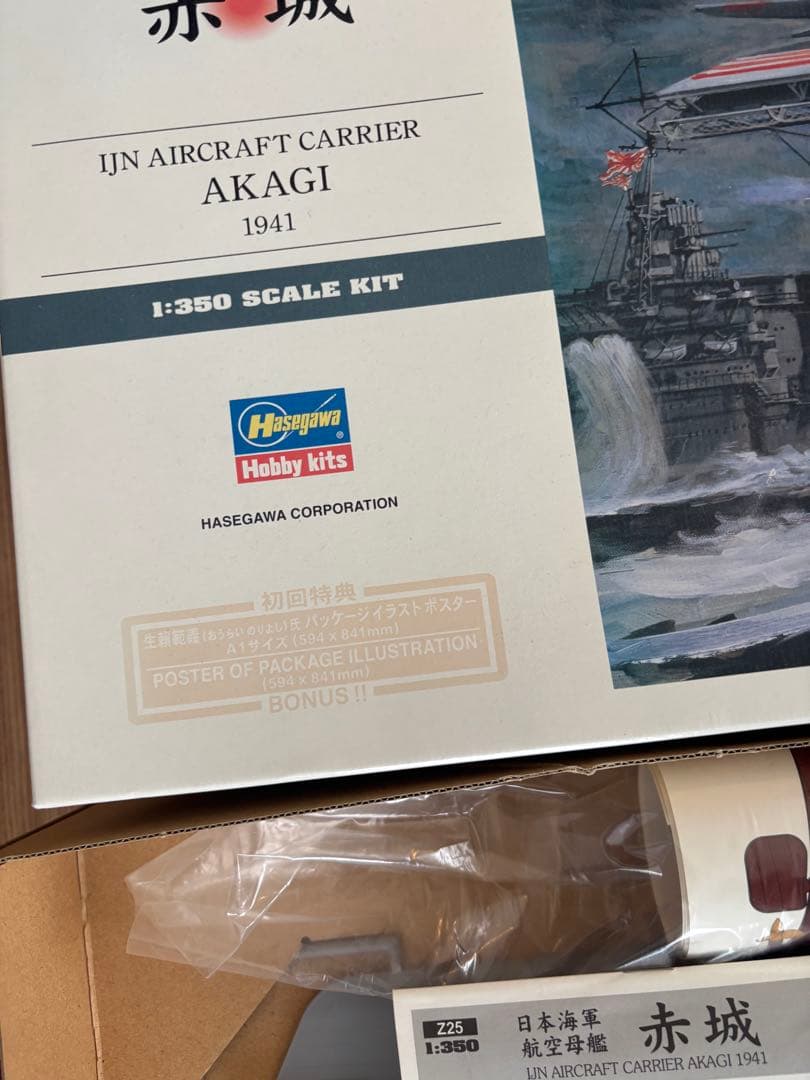 赤城
IJN AIRCRAFT CARRIER
AKAGI
1941
1:350 SCALE KIT
Hasegawa
®
Hobby kits
HASEGAWA CORPORATION
初回特典
生賴範義(おうらい のりよし)氏 パッケージイラスト ポスター
A1サイズ(594 x 841mm)
POSTER OF PACKAGE ILLUSTRATION
(594 x 841mm)
BONUS!!
Z25
1:350
日本海軍
航空母艦
赤城
IJN AIRCRAFT CARRIER AKAGI 1941